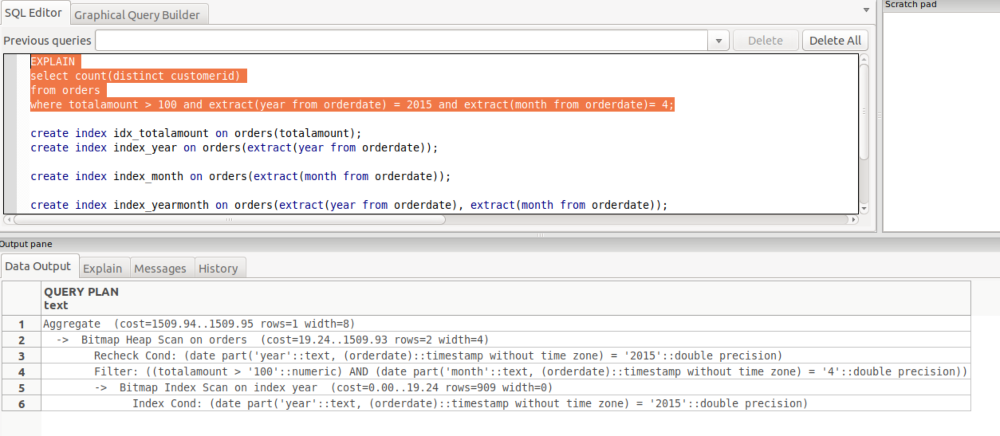 SQL Editor
Graphical Query Builder
Scratch pad
Previous queries
Delete
Delete All
EXPLAIN
select count(distinct customerid)
from orders
where totalamount > 100 and extract(year from orderdate) = 2015 and extract(month from orderdate)= 4;
create index idx_totalamount on orders(totalamount);
create index index_year on orders(extract(year from orderdate));
create index index_month on orders(extract(month from orderdate));
create index index_yearmonth on orders(extract(year from orderdate), extract(month from orderdate));
Output pane
Data Output
Explain
Messages
History
QUERY PLAN
text
1 Aggregate (cost=1509.94..1509.95 rows=1 width=8)
2 -> Bitmap Heap Scan on orders (cost=19.24..1509.93 rows=2 width=4)
3 Recheck Cond: (date part('year'::text, (orderdate)::timestamp without time zone) = '2015'::double precision)
4 Filter: ((totalamount > '100'::numeric) AND (date part('month'::text, (orderdate)::timestamp without time zone) = '4'::double precision))
5 -> Bitmap Index Scan on index year (cost=0.00..19.24 rows=909 width=0)
6 Index Cond: (date part('year'::text, (orderdate)::timestamp without time zone) = '2015'::double precision)